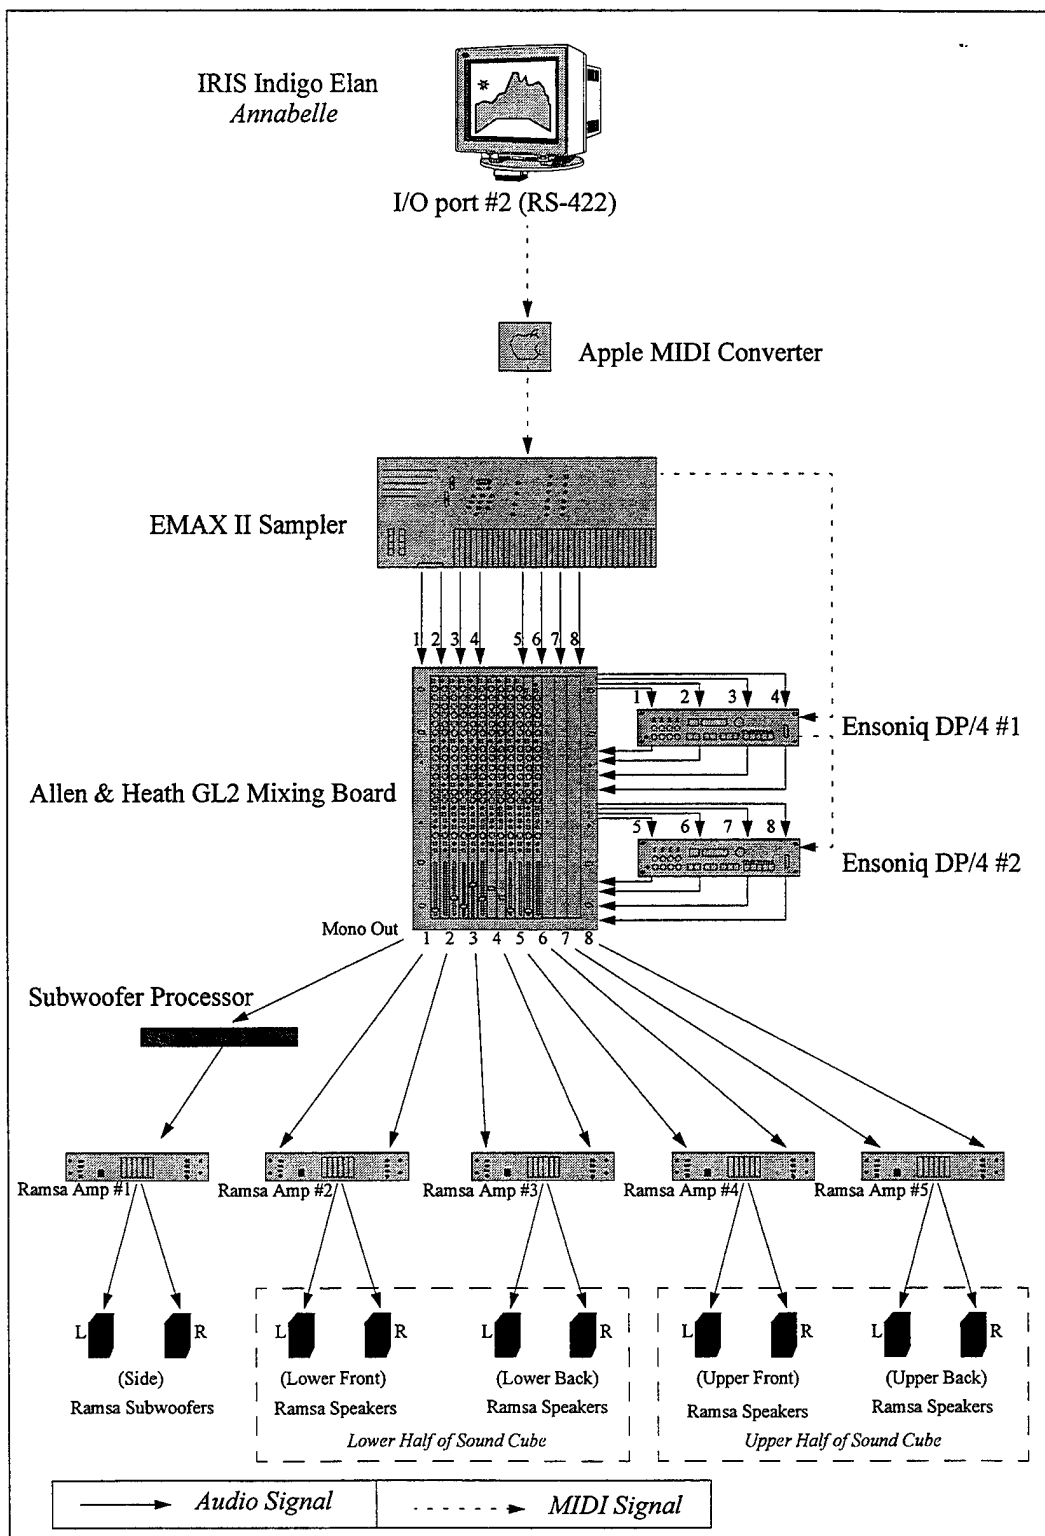 IRIS Indigo Elan
Annabelle
I/O port #2 (RS-422)
Apple MIDI Converter
EMAX II Sampler
1 2 3 4 5 6 7 8
1 2 3 4
Ensoniq DP/4 #1
Allen & Heath GL2 Mixing Board
5 6 7 8
Ensoniq DP/4 #2
Mono Out 1 2 3 4 5 6 7 8
Subwoofer Processor
Ramsa Amp #1 Ramsa Amp #2 Ramsa Amp #3 Ramsa Amp #4 Ramsa Amp #5
L R L R L R L R L R
(Side) (Lower Front) (Lower Back) (Upper Front) (Upper Back)
Ramsa Subwoofers Ramsa Speakers Ramsa Speakers Ramsa Speakers Ramsa Speakers
Lower Half of Sound Cube Upper Half of Sound Cube
Audio Signal MIDI Signal